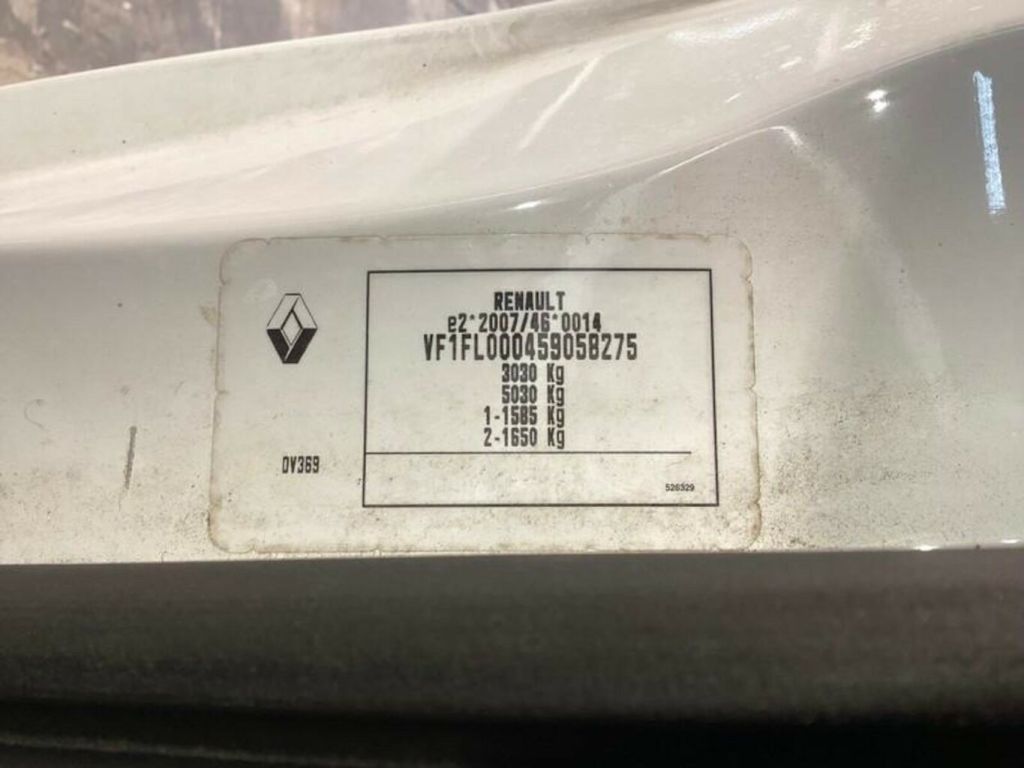 RENAULT
e2*2007/46*0014
VF1FL000459058275
3030 Kg
5030 Kg
1-1585 Kg
2-1650 Kg
DV369
526329